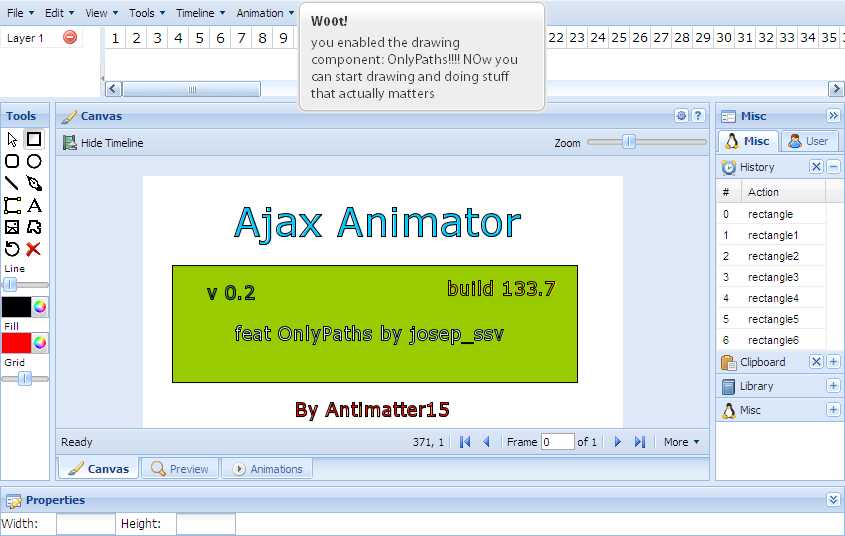 File Edit View Tools Timeline Animation
W00t!
you enabled the drawing
component: OnlyPaths!!!! NOw you
can start drawing and doing stuff
that actually matters
Layer 1
1 2 3 4 5 6 7 8 9 22 23 24 25 26 27 28 29 30 31 32 33 34 35
Tools
Canvas
?
Misc
Hide Timeline
Zoom
Misc User
History
# Action
0 rectangle
1 rectangle1
2 rectangle2
3 rectangle3
4 rectangle4
5 rectangle5
6 rectangle6
Clipboard
Library
Misc
A
Line
Fill
Grid
Ajax Animator
v 0.2
build 133.7
feat OnlyPaths by josep_ssv
By Antimatter15
Ready
371, 1
Frame 0 of 1
More
Canvas Preview Animations
Properties
Width: Height: